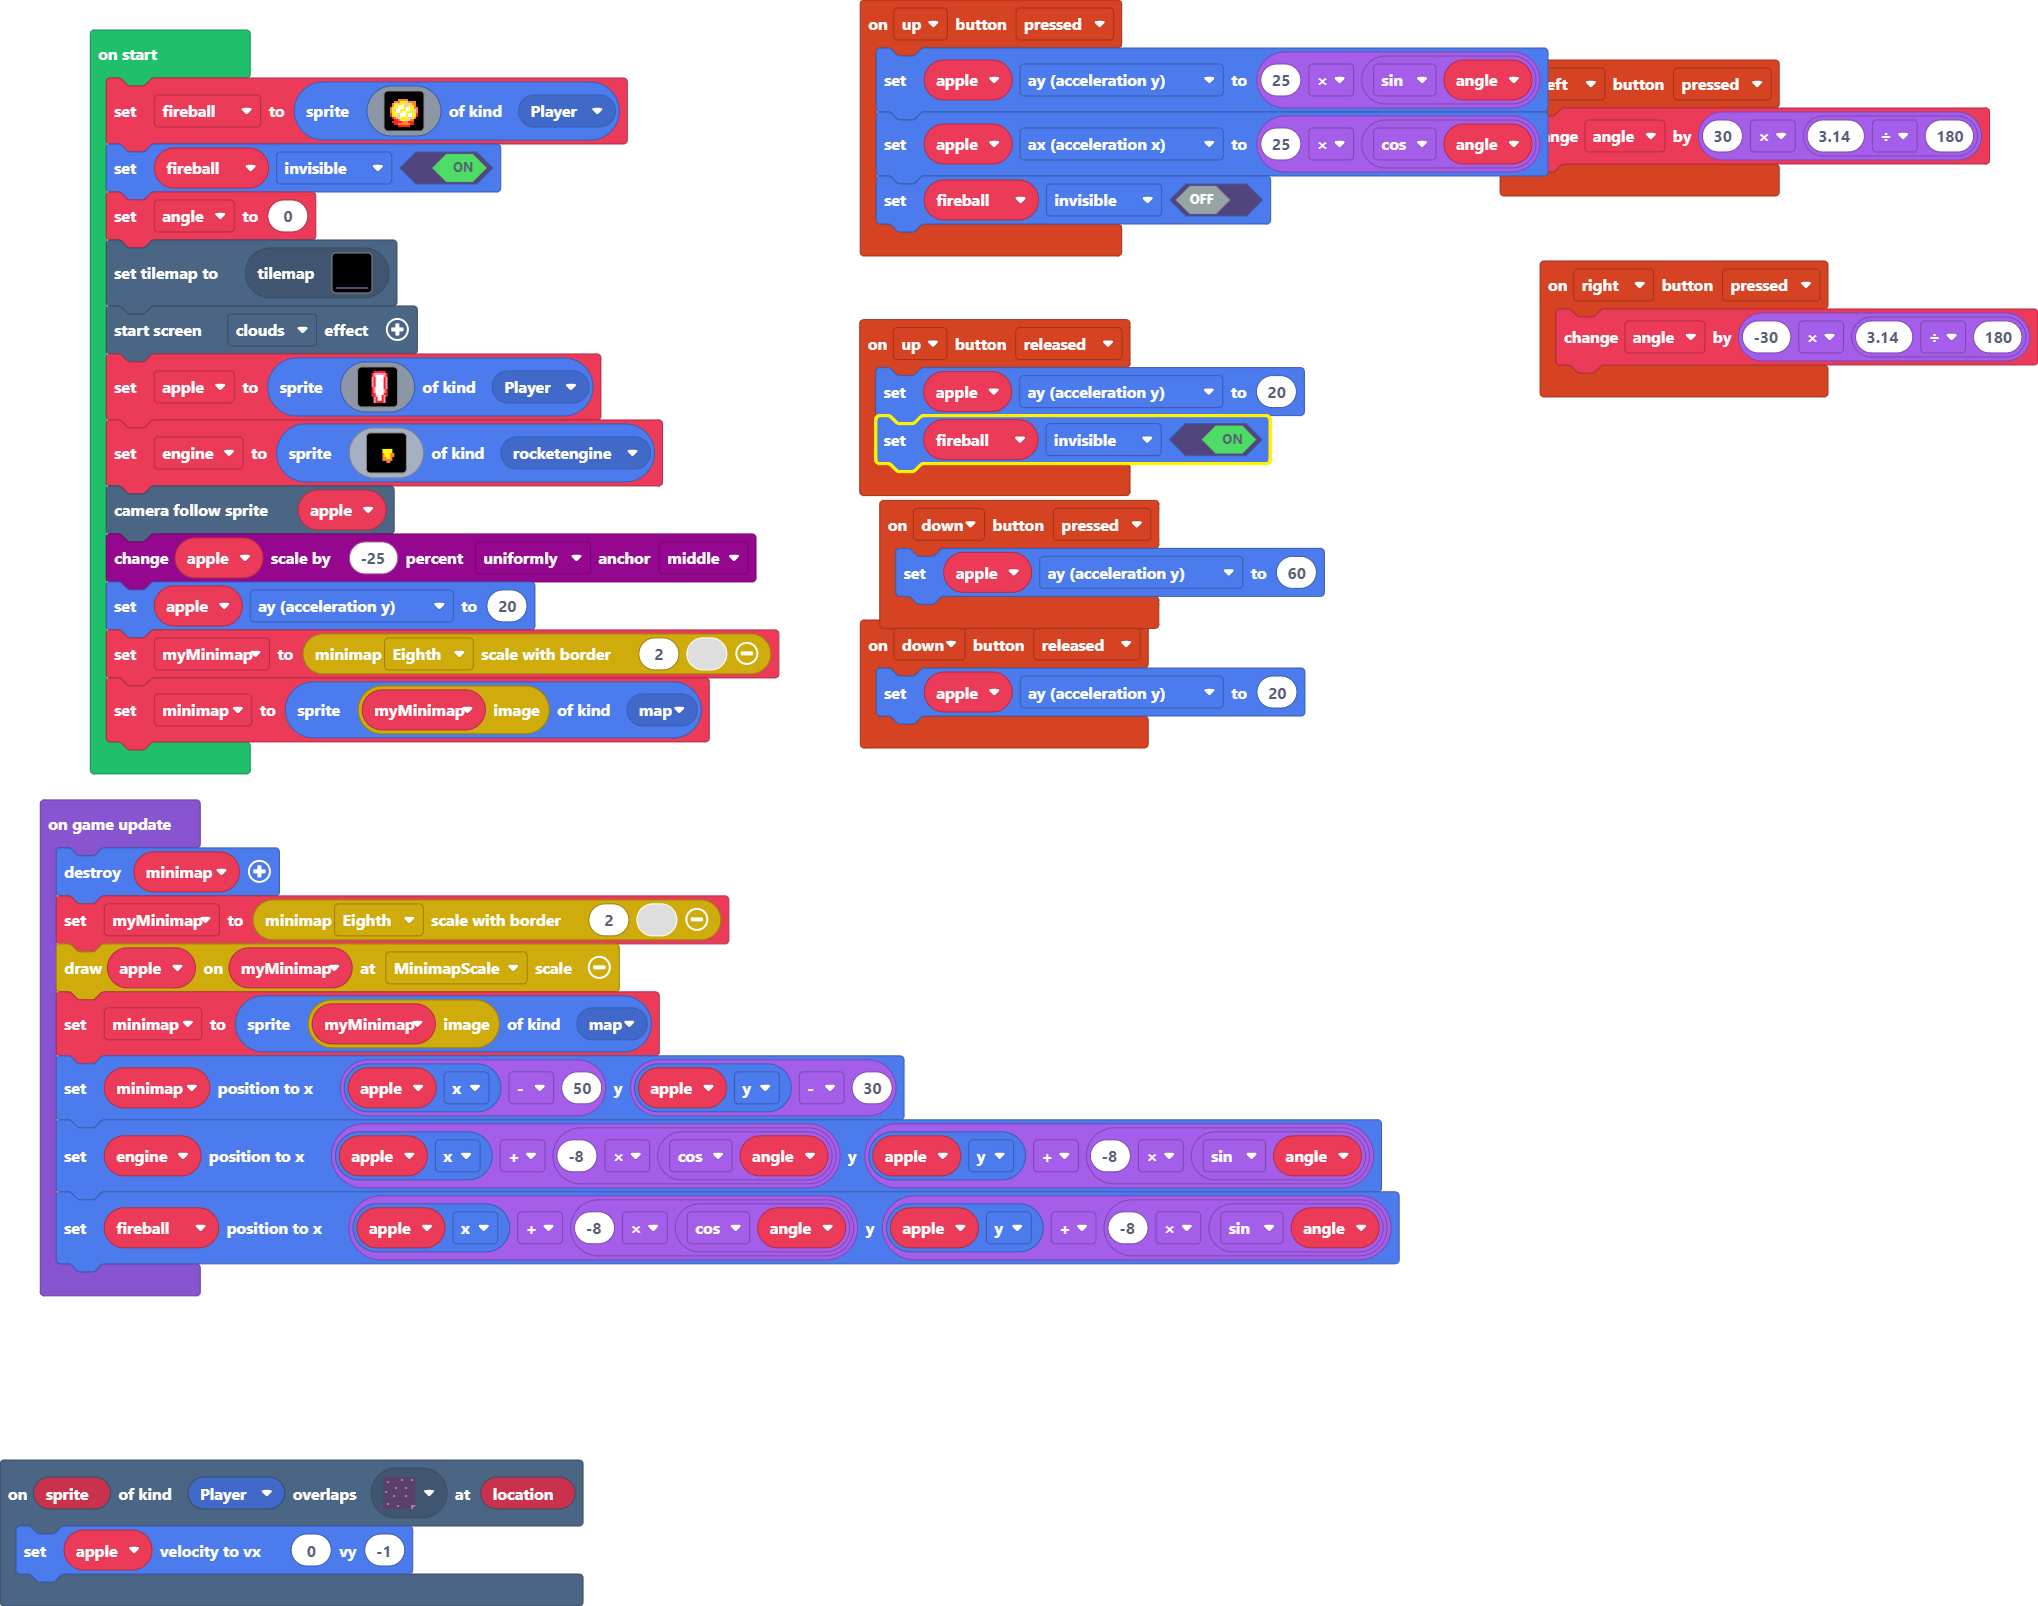 on start
set fireball to sprite of kind Player
set fireball invisible ON
set angle to 0
set tilemap to tilemap
start screen clouds effect
set apple to sprite of kind Player
set engine to sprite of kind rocketengine
camera follow sprite apple
change apple scale by -25 percent uniformly anchor middle
set apple ay (acceleration y) to 20
set myMinimap to minimap Eighth scale with border 2
set minimap to sprite myMinimap image of kind map
on up button pressed
set apple ay (acceleration y) to 25 × sin angle
set apple ax (acceleration x) to 25 × cos angle
set fireball invisible OFF
eft button pressed
nge angle by 30 × 3.14 ÷ 180
on right button pressed
change angle by -30 × 3.14 ÷ 180
on up button released
set apple ay (acceleration y) to 20
set fireball invisible ON
on down button pressed
set apple ay (acceleration y) to 60
on down button released
set apple ay (acceleration y) to 20
on game update
destroy minimap
set myMinimap to minimap Eighth scale with border 2
draw apple on myMinimap at MinimapScale scale
set minimap to sprite myMinimap image of kind map
set minimap position to x apple x - 50 y apple y - 30
set engine position to x apple x + -8 × cos angle y apple y + -8 × sin angle
set fireball position to x apple x + -8 × cos angle y apple y + -8 × sin angle
on sprite of kind Player overlaps at location
set apple velocity to vx 0 vy -1